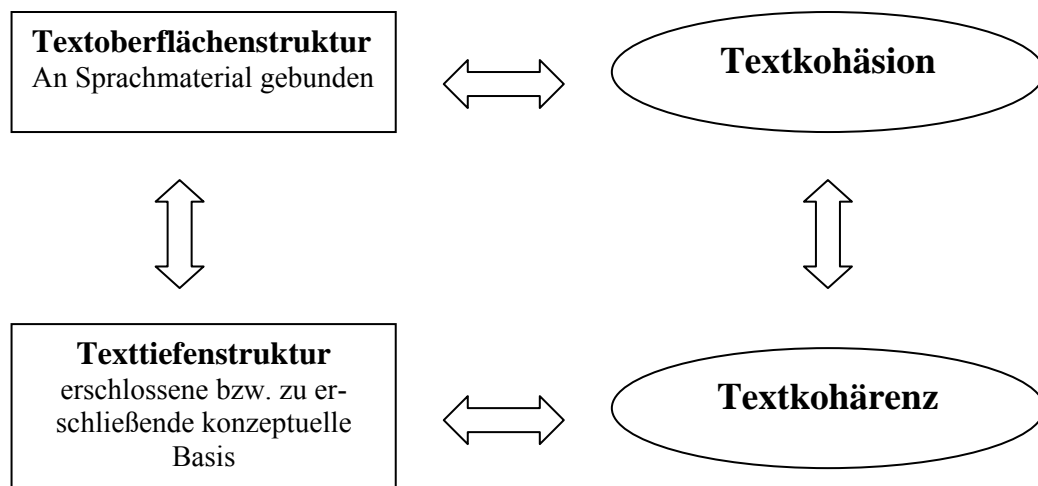 Textoberflächenstruktur
An Sprachmaterial gebunden
Textkohäsion
Texttiefenstruktur
erschlossene bzw. zu er-
schließende konzeptuelle
Basis
Textkohärenz